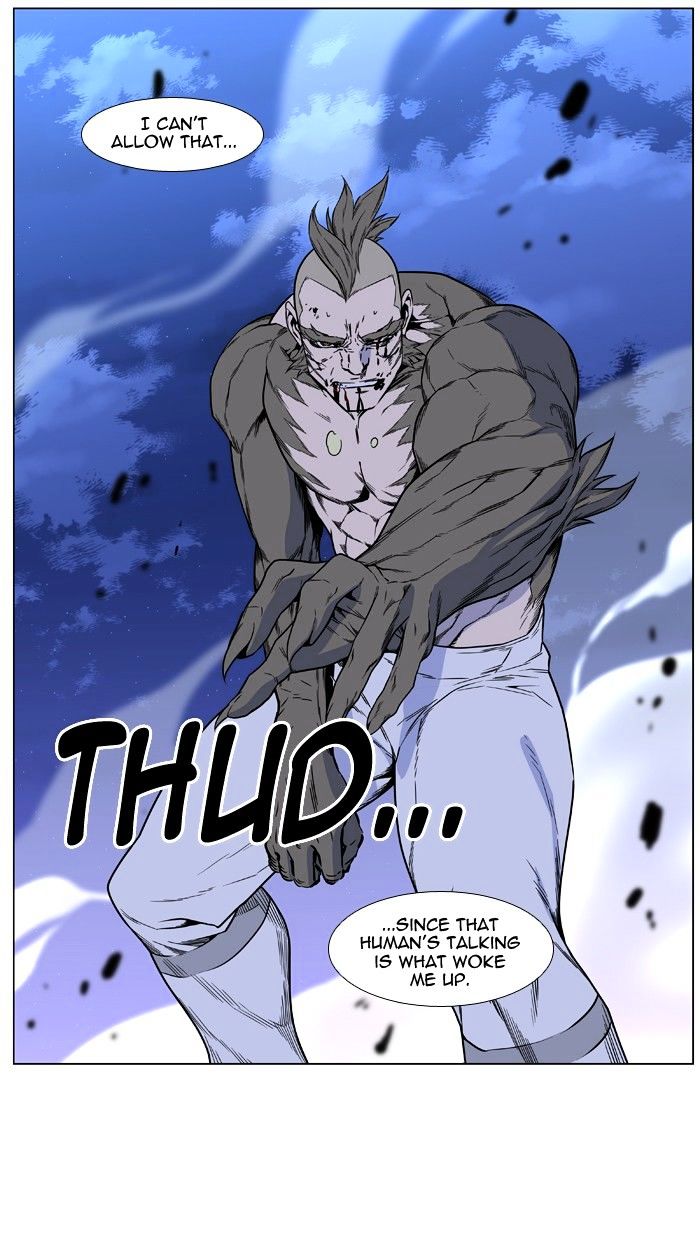 I CAN'T
ALLOW THAT...
THUD...
...SINCE THAT
HUMAN'S TALKING
IS WHAT WOKE
ME UP.